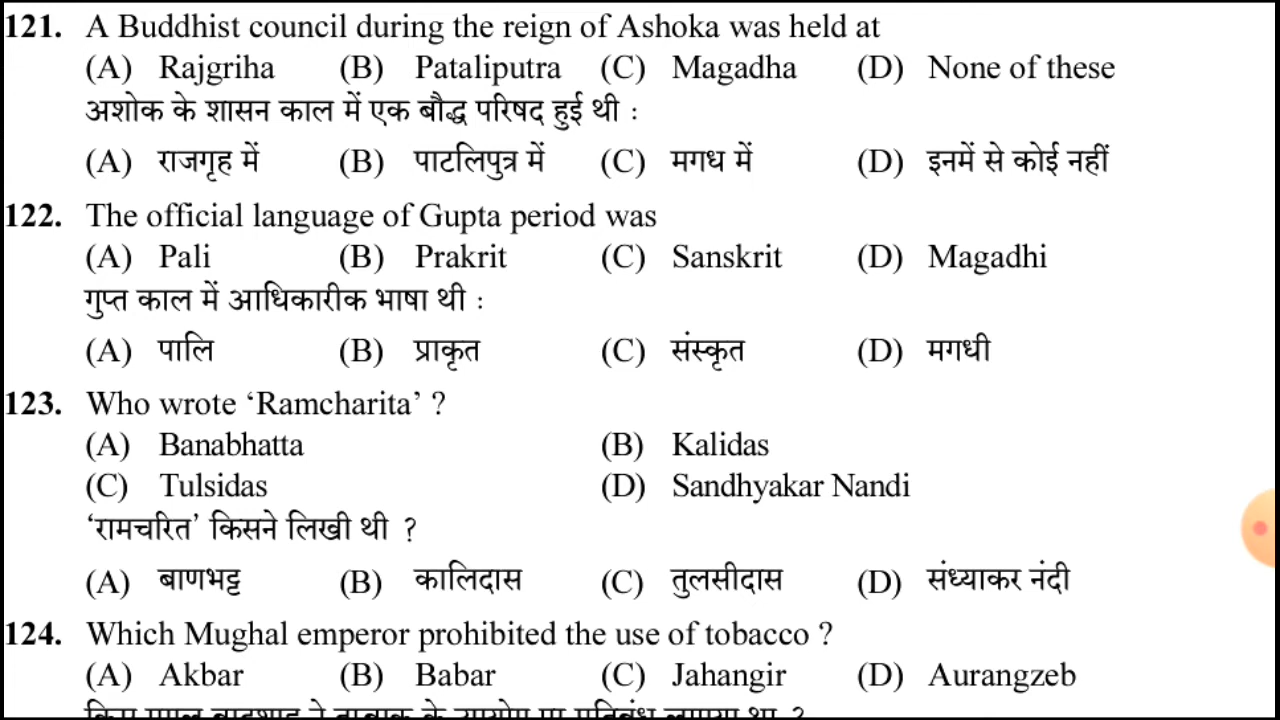 121. A Buddhist council during the reign of Ashoka was held at
(A) Rajgriha (B) Pataliputra (C) Magadha (D) None of these
अशोक के शासन काल में एक बौद्ध परिषद हुई थी :
(A) राजगृह में (B) पाटलिपुत्र में (C) मगध में (D) इनमें से कोई नहीं
122. The official language of Gupta period was
(A) Pali (B) Prakrit (C) Sanskrit (D) Magadhi
गुप्त काल में आधिकारीक भाषा थी :
(A) पालि (B) प्राकृत (C) संस्कृत (D) मगधी
123. Who wrote ‘Ramcharita’ ?
(A) Banabhatta (B) Kalidas
(C) Tulsidas (D) Sandhyakar Nandi
‘रामचरित’ किसने लिखी थी ?
(A) बाणभट्ट (B) कालिदास (C) तुलसीदास (D) संध्याकर नंदी
124. Which Mughal emperor prohibited the use of tobacco ?
(A) Akbar (B) Babar (C) Jahangir (D) Aurangzeb